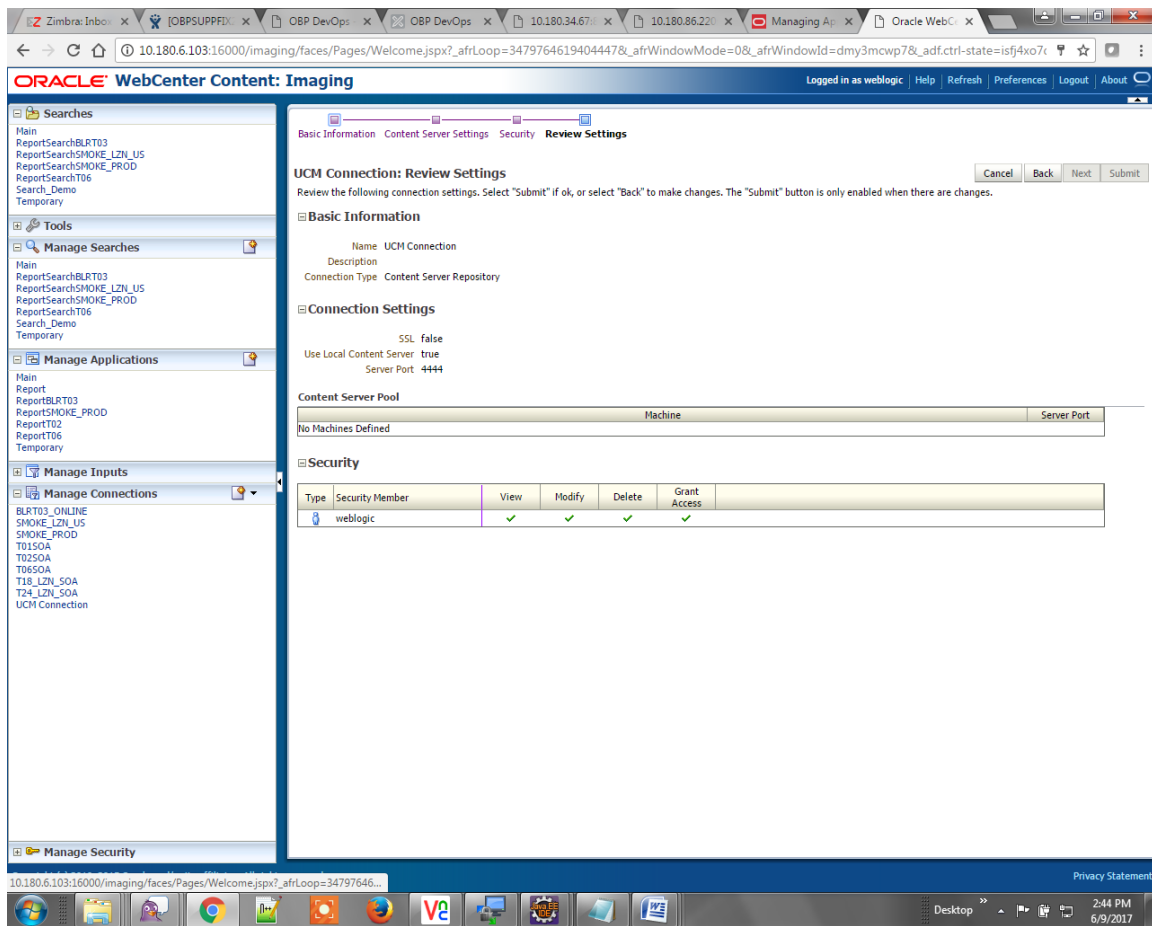 Zimbra: Inbo
[OBPSUPPFIX
OBP DevOps
OBP DevOps
10.180.34.67:
10.180.86.220
Managing Ap
Oracle WebCe
10.180.6.103:16000/imaging/faces/Pages/Welcome.jspx?_afrLoop=3479764619404447&_afrWindowMode=0&_afrWindowId=dmy3mcwp7&_adf.ctrl-state=isfj4xo7c
ORACLE WebCenter Content: Imaging
Logged in as weblogic Help Refresh Preferences Logout About
Searches
Main
ReportSearchBLRT03
ReportSearchSMOKE_LZN_US
ReportSearchSMOKE_PROD
ReportSearchT06
Search_Demo
Temporary
Tools
Manage Searches
Main
ReportSearchBLRT03
ReportSearchSMOKE_LZN_US
ReportSearchSMOKE_PROD
ReportSearchT06
Search_Demo
Temporary
Manage Applications
Main
Report
ReportBLRT03
ReportSMOKE_PROD
ReportT02
ReportT06
Temporary
Manage Inputs
Manage Connections
BLRT03_ONLINE
SMOKE_LZN_US
SMOKE_PROD
T01SOA
T02SOA
T06SOA
T18_LZN_SOA
T24_LZN_SOA
UCM Connection
Manage Security
Basic Information Content Server Settings Security Review Settings
UCM Connection: Review Settings
Cancel Back Next Submit
Review the following connection settings. Select "Submit" if ok, or select "Back" to make changes. The "Submit" button is only enabled when there are changes.
Basic Information
Name UCM Connection
Description
Connection Type Content Server Repository
Connection Settings
SSL false
Use Local Content Server true
Server Port 4444
Content Server Pool
Machine Server Port
No Machines Defined
Security
Type Security Member View Modify Delete Grant Access
weblogic
Privacy Statement
10.180.6.103:16000/imaging/faces/Pages/Welcome.jspx?_afrLoop=34797646...
Desktop
2:44 PM
6/9/2017